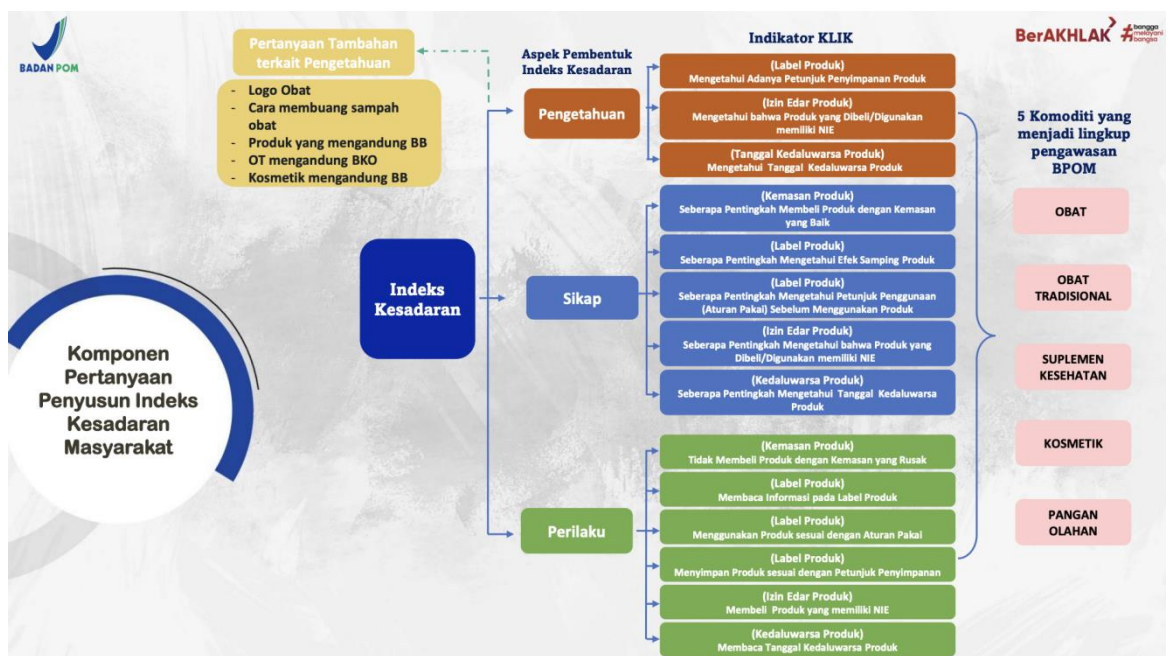 BADAN POM
Pertanyaan Tambahan
terkait Pengetahuan
- Logo Obat
- Cara membuang sampah
obat
- Produk yang mengandung BB
- OT mengandung BKO
- Kosmetik mengandung BB
Komponen
Pertanyaan
Penyusun Indeks
Kesadaran
Masyarakat
Indeks
Kesadaran
Aspek Pembentuk
Indeks Kesadaran
Pengetahuan
Sikap
Perilaku
Indikator KLIK
(Label Produk)
Mengetahui Adanya Petunjuk Penyimpanan Produk
(Izin Edar Produk)
Mengetahui bahwa Produk yang Dibeli/Digunakan
memiliki NIE
(Tanggal Kedaluwarsa Produk)
Mengetahui Tanggal Kedaluwarsa Produk
(Kemasan Produk)
Seberapa Pentingkah Membeli Produk dengan Kemasan
yang Baik
(Label Produk)
Seberapa Pentingkah Mengetahui Efek Samping Produk
(Label Produk)
Seberapa Pentingkah Mengetahui Petunjuk Penggunaan
(Aturan Pakai) Sebelum Menggunakan Produk
(Izin Edar Produk)
Seberapa Pentingkah Mengetahui bahwa Produk yang
Dibeli/Digunakan memiliki NIE
(Kedaluwarsa Produk)
Seberapa Pentingkah Mengetahui Tanggal Kedaluwarsa
Produk
(Kemasan Produk)
Tidak Membeli Produk dengan Kemasan yang Rusak
(Label Produk)
Membaca Informasi pada Label Produk
(Label Produk)
Menggunakan Produk sesuai dengan Aturan Pakai
(Label Produk)
Menyimpan Produk sesuai dengan Petunjuk Penyimpanan
(Izin Edar Produk)
Membeli Produk yang memiliki NIE
(Kedaluwarsa Produk)
Membaca Tanggal Kedaluwarsa Produk
BerAKHLAK
# bangga
melayani
bangsa
5 Komoditi yang
menjadi lingkup
pengawasan
BPOM
OBAT
OBAT
TRADISIONAL
SUPLEMEN
KESEHATAN
KOSMETIK
PANGAN
OLAHAN